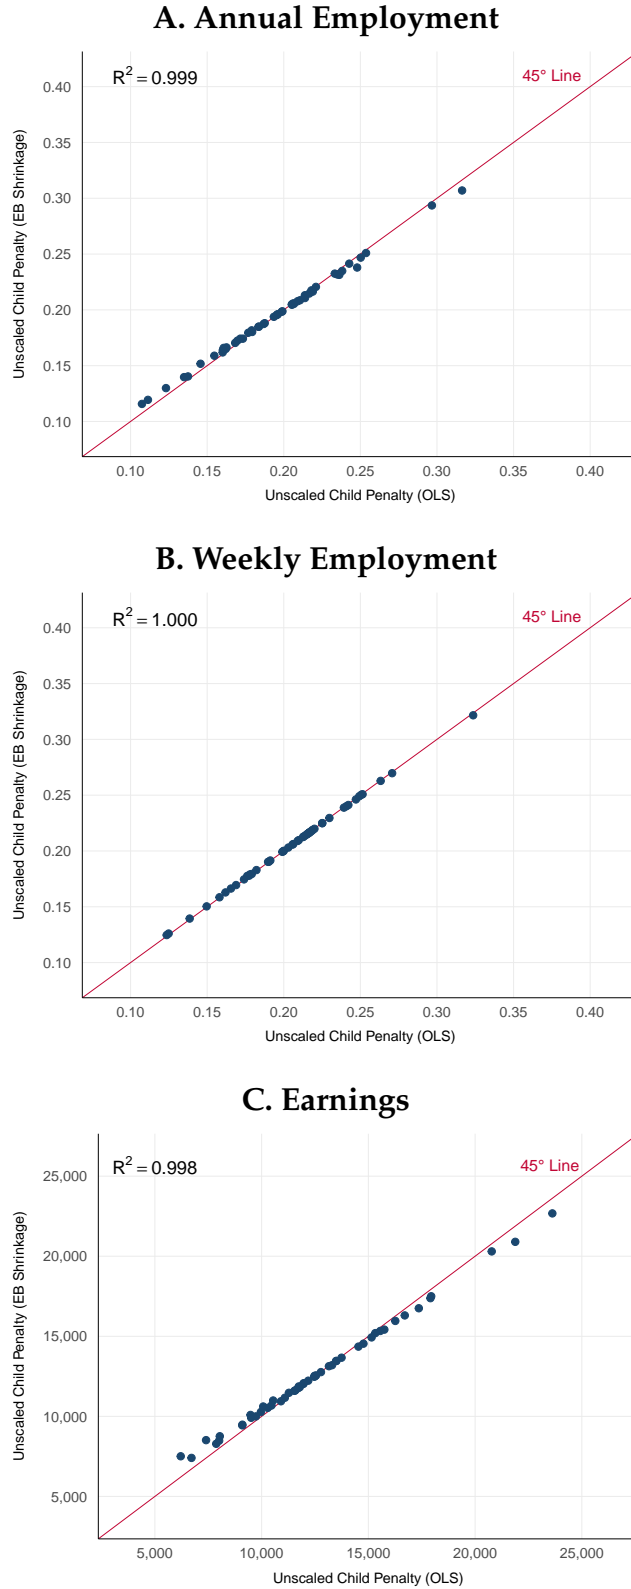 A. Annual Employment
R² = 0.999
45° Line
Unscaled Child Penalty (EB Shrinkage)
0.40
0.35
0.30
0.25
0.20
0.15
0.10
0.10 0.15 0.20 0.25 0.30 0.35 0.40
Unscaled Child Penalty (OLS)
B. Weekly Employment
R² = 1.000
45° Line
Unscaled Child Penalty (EB Shrinkage)
0.40
0.35
0.30
0.25
0.20
0.15
0.10
0.10 0.15 0.20 0.25 0.30 0.35 0.40
Unscaled Child Penalty (OLS)
C. Earnings
R² = 0.998
45° Line
Unscaled Child Penalty (EB Shrinkage)
25,000
20,000
15,000
10,000
5,000
5,000 10,000 15,000 20,000 25,000
Unscaled Child Penalty (OLS)